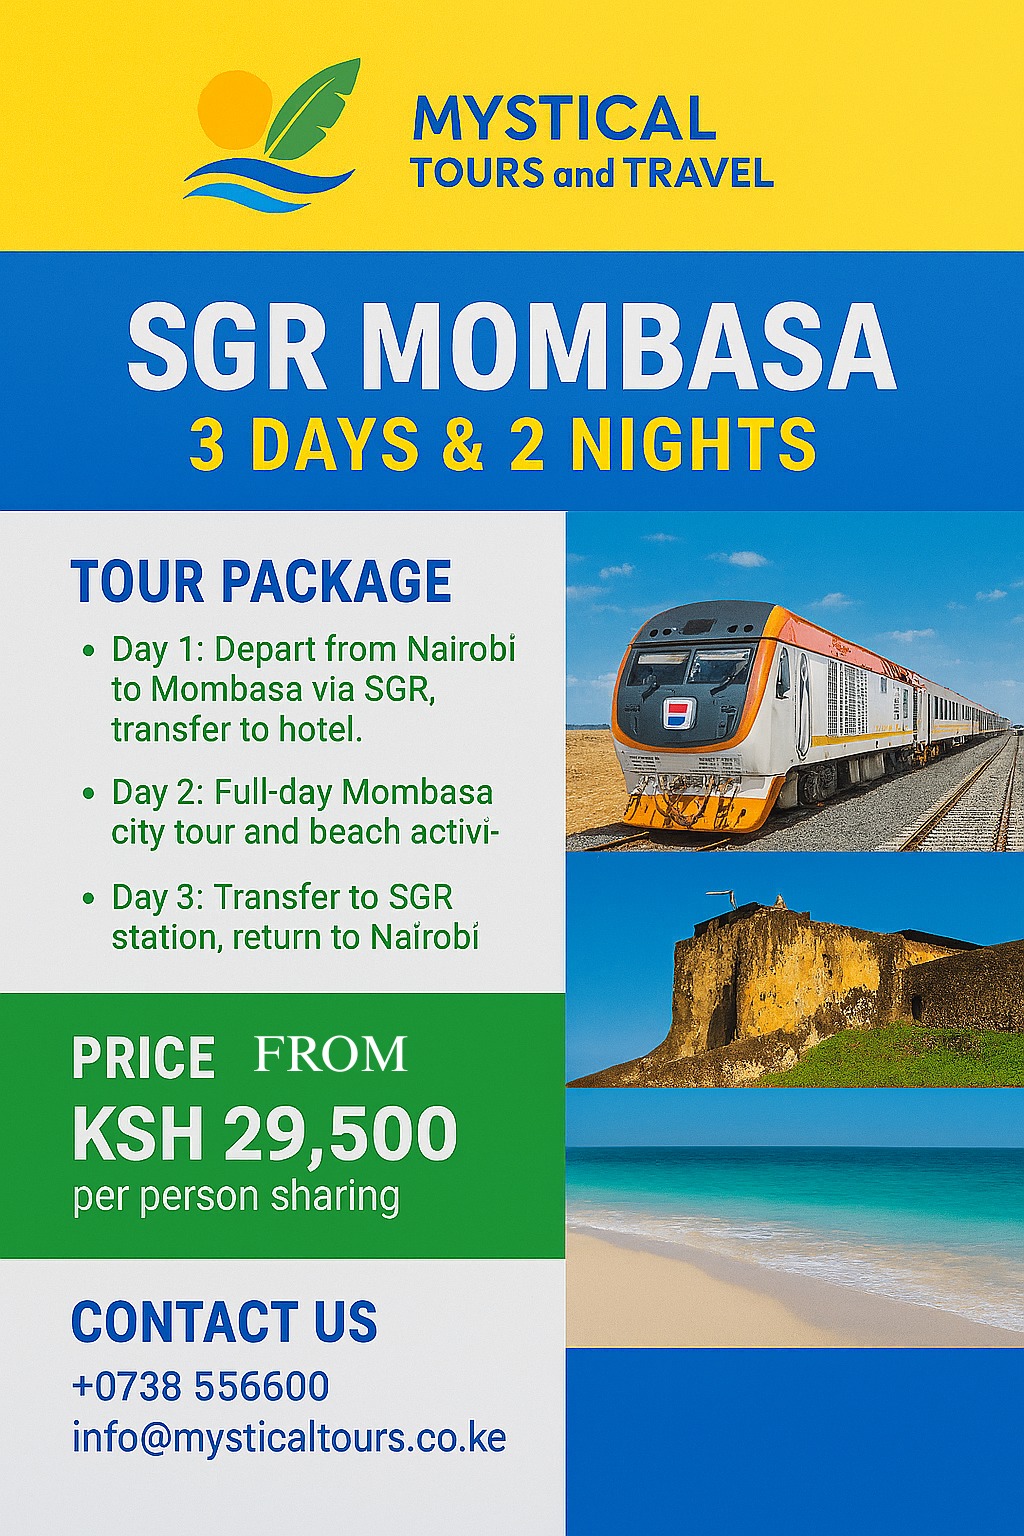 MYSTICAL
TOURS and TRAVEL
SGR MOMBASA
3 DAYS & 2 NIGHTS
TOUR PACKAGE
• Day 1: Depart from Nairobi
to Mombasa via SGR,
transfer to hotel.
• Day 2: Full-day Mombasa
city tour and beach activi-
• Day 3: Transfer to SGR
station, return to Nairobi
PRICE FROM
KSH 29,500
per person sharing
CONTACT US
+0738 556600
info@mysticaltours.co.ke